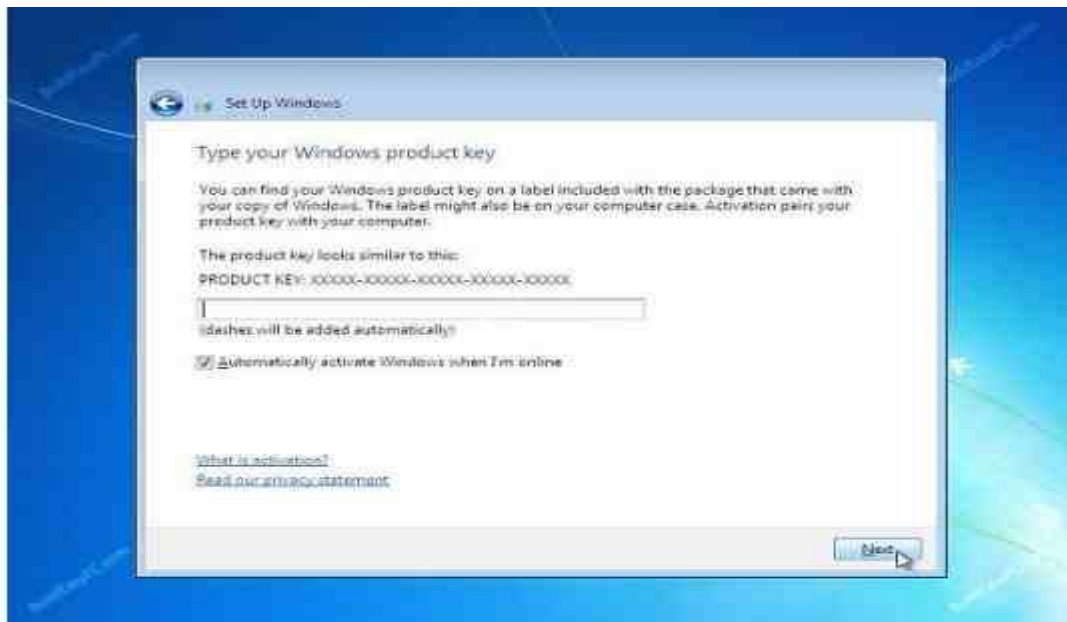 Set Up Windows
Type your Windows product key
You can find your Windows product key on a label included with the package that came with
your copy of Windows. The label might also be on your computer case. Activation pairs your
product key with your computer.
The product key looks similar to this:
PRODUCT KEY: XXXXX-XXXXX-XXXXX-XXXXX-XXXXX
(dashes will be added automatically)
Automatically activate Windows when I'm online
What is activation?
Read our privacy statement
Next